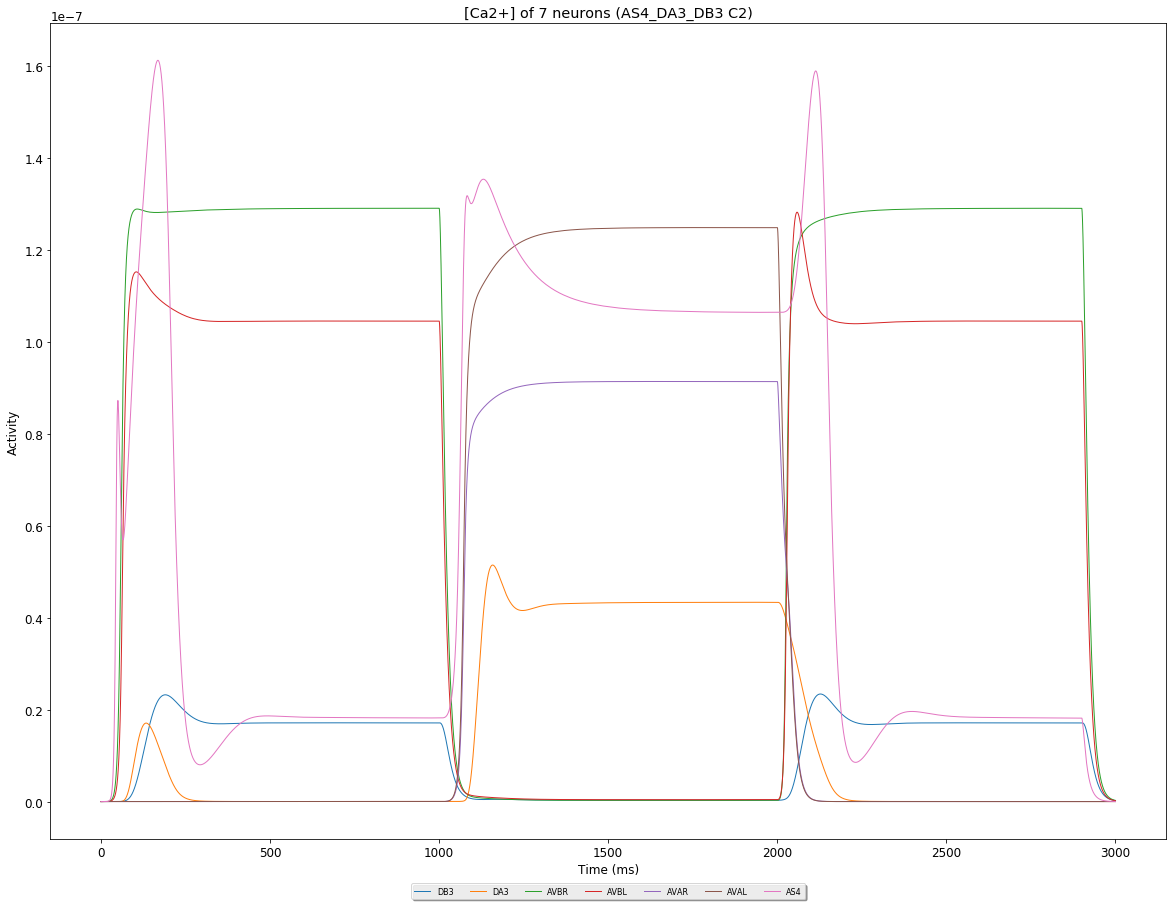 [Ca2+] of 7 neurons (AS4_DA3_DB3 C2)
1e−7
1.6
1.4
1.2
1.0
0.8
0.6
0.4
0.2
0.0
Activity
0 500 1000 1500 2000 2500 3000
Time (ms)
DB3 DA3 AVBR AVBL AVAR AVAL AS4